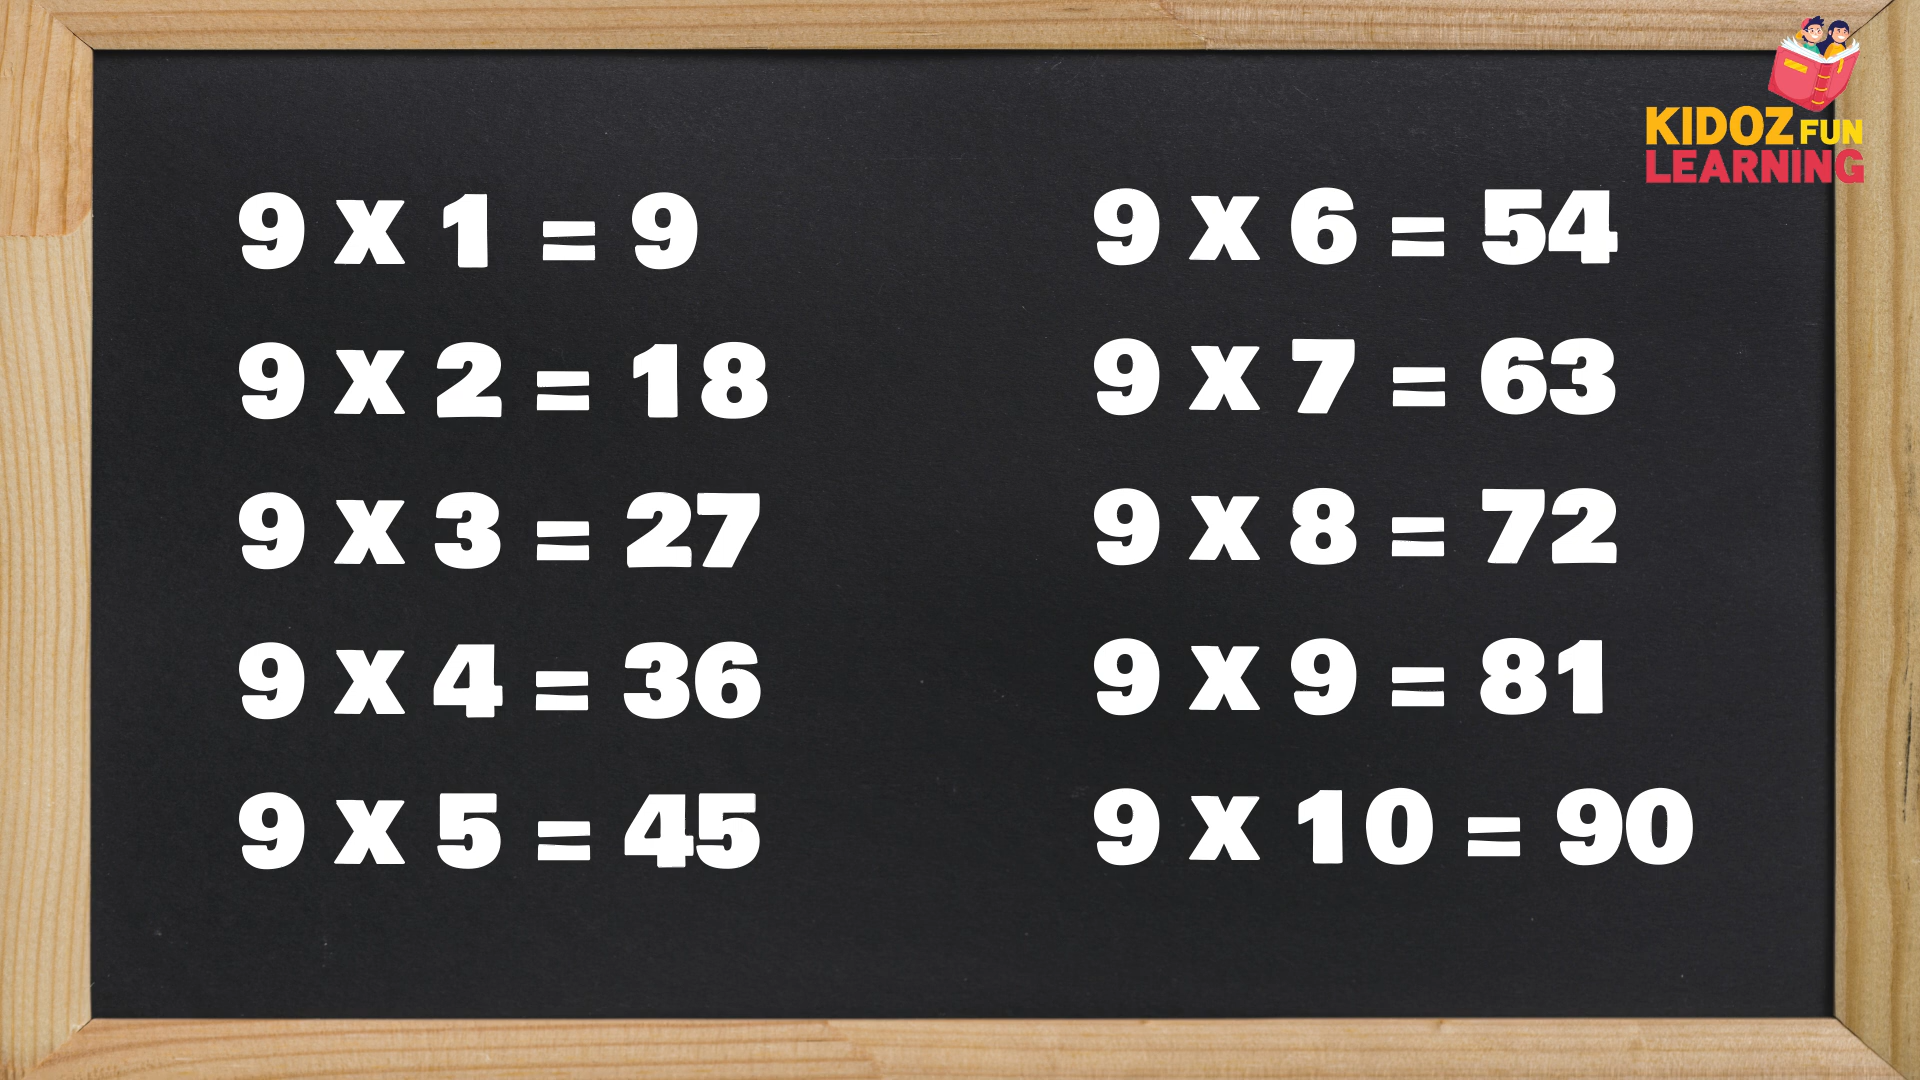 9 X 1 = 9
9 X 2 = 18
9 X 3 = 27
9 X 4 = 36
9 X 5 = 45
9 X 6 = 54
9 X 7 = 63
9 X 8 = 72
9 X 9 = 81
9 X 10 = 90
KIDOZ FUN
LEARNING